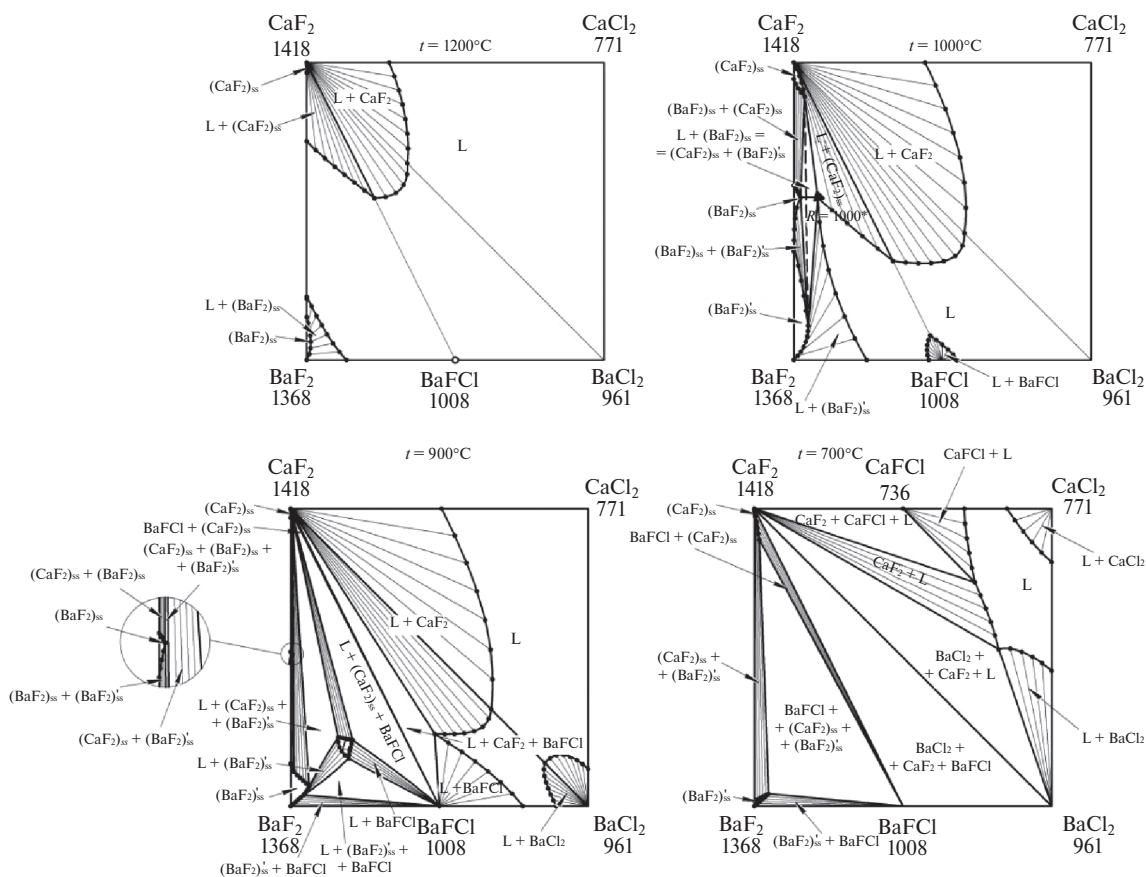 CaF₂
1418
t = 1200°C
CaCl₂
771
(CaF₂)ss
L + CaF₂
L + (CaF₂)ss
L
L + (BaF₂)ss
(BaF₂)ss
BaF₂
1368
BaFCl
1008
BaCl₂
961
CaF₂
1418
t = 1000°C
CaCl₂
771
(CaF₂)ss
(BaF₂)ss + (CaF₂)ss
L + (BaF₂)ss =
= (CaF₂)ss + (BaF₂)′ss
L + (CaF₂)ss
L + CaF₂
(BaF₂)ss
R = 1000*
(BaF₂)ss + (BaF₂)′ss
(BaF₂)′ss
L
L + BaFCl
L + (BaF₂)′ss
BaF₂
1368
BaFCl
1008
BaCl₂
961
CaF₂
1418
t = 900°C
CaCl₂
771
(CaF₂)ss
BaFCl + (CaF₂)ss
(CaF₂)ss + (BaF₂)ss +
+ (BaF₂)′ss
(CaF₂)ss + (BaF₂)ss
(BaF₂)ss
(BaF₂)ss + (BaF₂)′ss
(CaF₂)ss + (BaF₂)′ss
L + CaF₂
L
L + (CaF₂)ss + BaFCl
L + (CaF₂)ss +
+ (BaF₂)′ss
L + CaF₂ + BaFCl
L + (BaF₂)′ss
(BaF₂)′ss
L + BaFCl
L + BaFCl
L + BaCl₂
L + (BaF₂)′ss +
+ BaFCl
(BaF₂)′ss + BaFCl
BaF₂
1368
BaFCl
1008
BaCl₂
961
CaF₂
1418
t = 700°C
CaFCl
736
CaFCl + L
CaCl₂
771
(CaF₂)ss
BaFCl + (CaF₂)ss
CaF₂ + CaFCl + L
CaF₂ + L
L + CaCl₂
L
(CaF₂)ss +
+ (BaF₂)′ss
BaCl₂ +
+ CaF₂ + L
BaFCl +
+ (CaF₂)ss +
+ (BaF₂)′ss
L + BaCl₂
BaCl₂ +
+ CaF₂ + BaFCl
(BaF₂)′ss
(BaF₂)′ss + BaFCl
BaF₂
1368
BaFCl
1008
BaCl₂
961